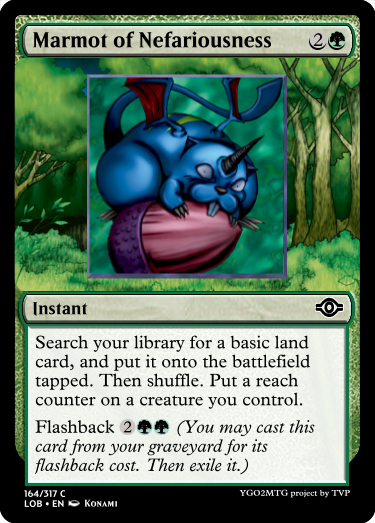 Marmot of Nefariousness 2
Instant
Search your library for a basic land
card, and put it onto the battlefield
tapped. Then shuffle. Put a reach
counter on a creature you control.
Flashback 2 (You may cast this
card from your graveyard for its
flashback cost. Then exile it.)
164/317 C
LOB • EN Konami
YGO2MTG project by TVP